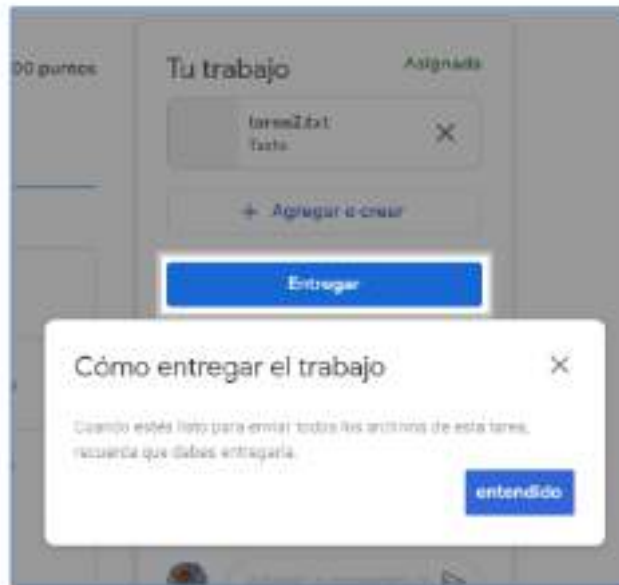 00 puntos
Tu trabajo
Asignada
tarea2.txt
Texto
+ Agregar o crear
Entregar
Cómo entregar el trabajo
Cuando estés listo para enviar todos los archivos de esta tarea,
recuerda que debes entregarla.
entendido